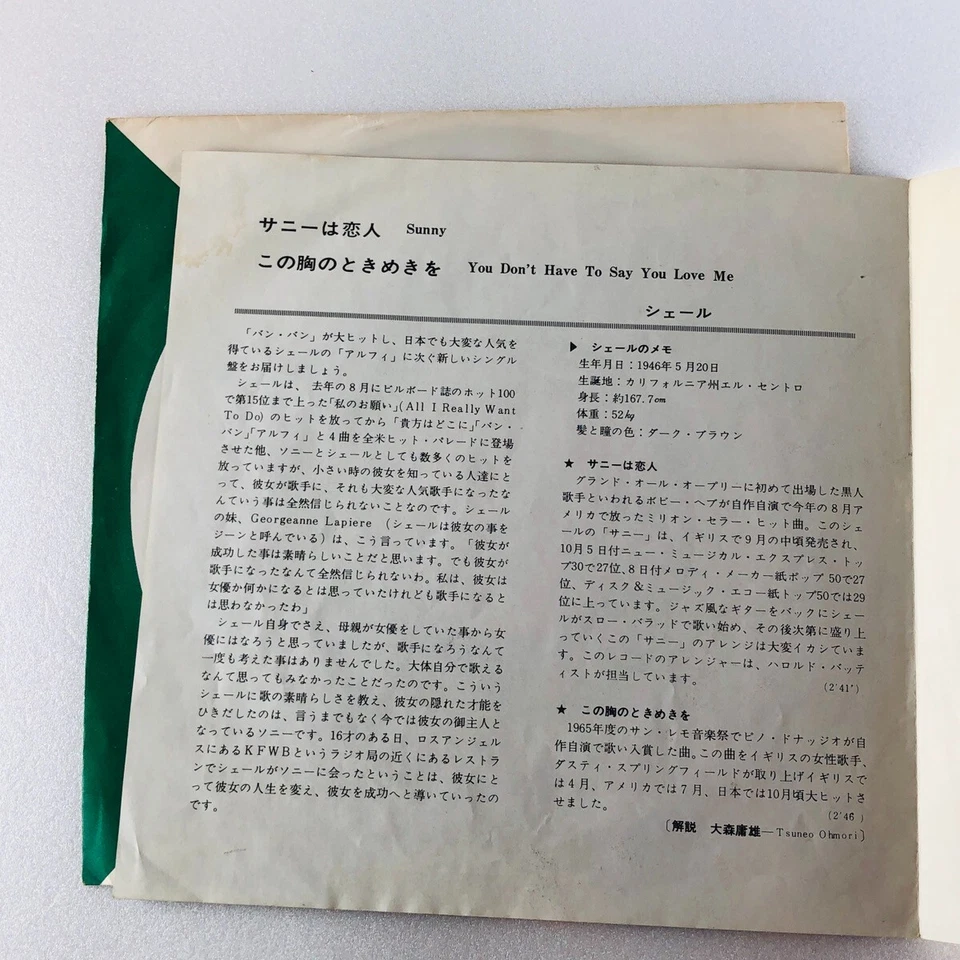 サニーは恋人 Sunny
この胸のときめきを You Don't Have To Say You Love Me
シェール
「バン・バン」が大ヒットし、日本でも大変な人気を
得ているシェールの「アルフィ」に次ぐ新しいシングル
盤をお届けしましょう。
シェールは、去年の8月にビルボード誌のホット100
で第15位まで上った「私のお願い」(All I Really Want
To Do) のヒットを放ってから「貴方はどこに」「バン・
バン」「アルフィ」と4曲を全米ヒット・パレードに登場
させた他、ソニーとシェールとしても数多くのヒットを
放っていますが、小さい時の彼女を知っている人達にと
って、彼女が歌手に、それも大変な人気歌手になったな
んていう事は全然信じられないことなのです。シェール
の妹、Georgeanne Lapiere (シェールは彼女の事を
ジーンと呼んでいる) は、こう言っています。「彼女が
成功した事は素晴らしいことだと思います。でも彼女が
歌手になったなんて全然信じられないわ。私は、彼女は
女優か何かになるとは思っていたけれども歌手になると
は思わなかったわ」
シェール自身でさえ、母親が女優をしていた事から女
優にはなろうと思っていましたが、歌手になろうなんて
一度も考えた事はありませんでした。大体自分で歌える
なんて思ってもみなかったことだったのです。こういう
シェールに歌の素晴らしさを教え、彼女の隠れた才能を
ひきだしたのは、言うまでもなく今では彼女の御主人と
なっているソニーです。16才のある日、ロスアンジェル
スにあるKFWBというラジオ局の近くにあるレストラ
ンでシェールがソニーに会ったということは、彼女にと
って彼女の人生を変え、彼女を成功へと導いていったの
です。
▶ シェールのメモ
生年月日：1946年5月20日
生誕地：カリフォルニア州エル・セントロ
身長：約167.7cm
体重：52kg
髪と瞳の色：ダーク・ブラウン
★ サニーは恋人
グランド・オール・オープリーに初めて出場した黒人
歌手といわれるボビー・ヘブが自作自演で今年の8月ア
メリカで放ったミリオン・セラー・ヒット曲。このシェ
ールの「サニー」は、イギリスで9月の中頃発売され、
10月5日付ニュー・ミュージカル・エクスプレス・トッ
プ30で27位、8日付メロディ・メーカー紙ポップ50で27
位、ディスク&ミュージック・エコー紙トップ50では29
位に上っています。ジャズ風なギターをバックにシェー
ルがスロー・バラッドで歌い始め、その後次第に盛り上
っていくこの「サニー」のアレンジは大変イカシていま
す。このレコードのアレンジャーは、ハロルド・バッテ
ィストが担当しています。 (2'41")
★ この胸のときめきを
1965年度のサン・レモ音楽祭でピノ・ドナッジオが自
作自演で歌い入賞した曲。この曲をイギリスの女性歌手、
ダスティ・スプリングフィールドが取り上げイギリスで
は4月、アメリカでは7月、日本では10月頃大ヒットさ
せました。 (2'46)
〔解説 大森庸雄—Tsuneo Ohmori〕